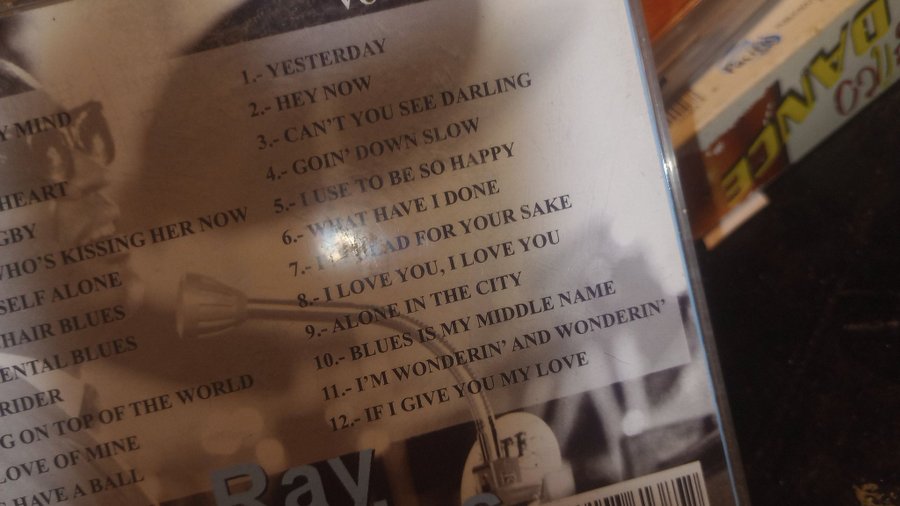 Y MIND
HEART
GBY
WHO'S KISSING HER NOW
SELF ALONE
HAIR BLUES
ENTAL BLUES
RIDER
G ON TOP OF THE WORLD
LOVE OF MINE
HAVE A BALL
1.- YESTERDAY
2.- HEY NOW
3.- CAN'T YOU SEE DARLING
4.- GOIN' DOWN SLOW
5.- I USE TO BE SO HAPPY
6.- WHAT HAVE I DONE
7.- FOR YOUR SAKE
8.- I LOVE YOU, I LOVE YOU
9.- ALONE IN THE CITY
10.- BLUES IS MY MIDDLE NAME
11.- I'M WONDERIN' AND WONDERIN'
12.- IF I GIVE YOU MY LOVE
Ray
DANCE